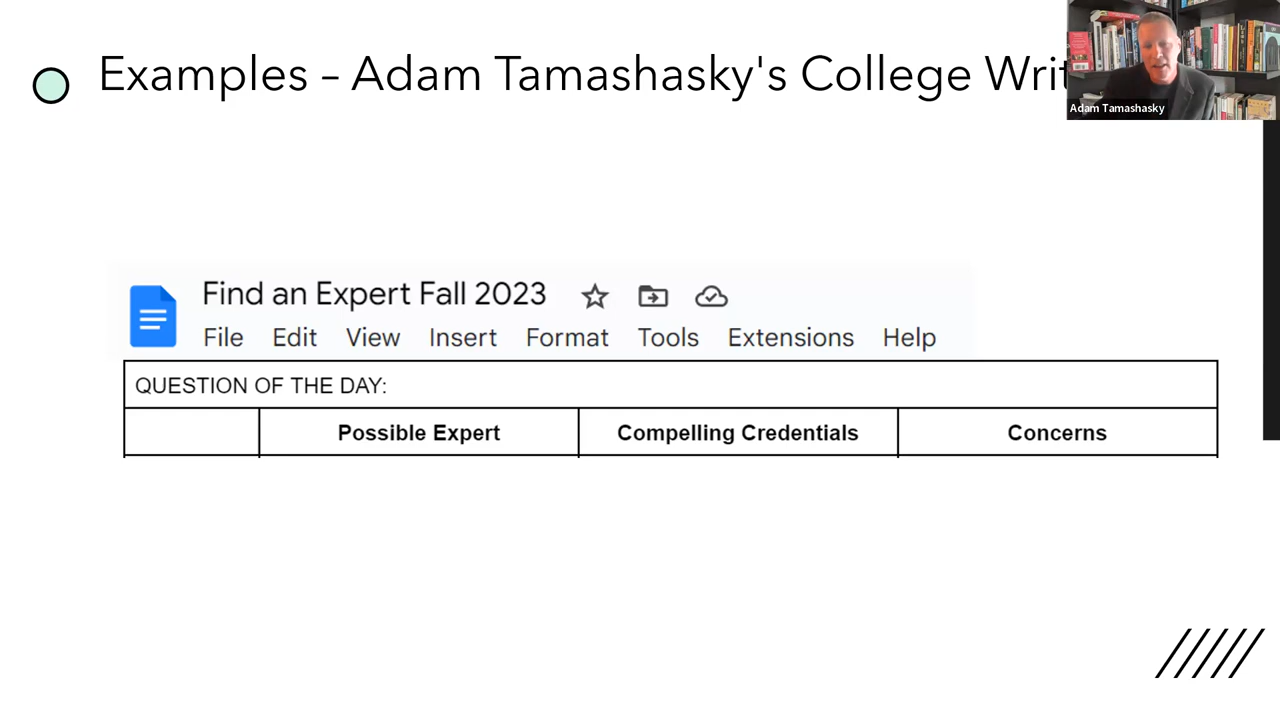 Examples – Adam Tamashasky's College Writ
Adam Tamashasky
Find an Expert Fall 2023
File Edit View Insert Format Tools Extensions Help
QUESTION OF THE DAY:
Possible Expert Compelling Credentials Concerns